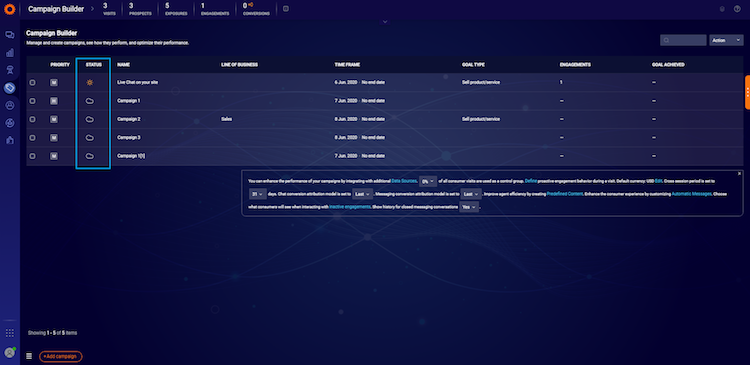 Campaign Builder
3 VISITS
3 PROSPECTS
5 EXPOSURES
1 ENGAGEMENTS
0 CONVERSIONS
Campaign Builder
Manage and create campaigns, see how they perform, and optimize their performance.
Action
PRIORITY STATUS NAME LINE OF BUSINESS TIME FRAME GOAL TYPE ENGAGEMENTS GOAL ACHIEVED
M Live Chat on your site 6 Jun. 2020 - No end date Sell product/service 1 –
M Campaign 1 7 Jun. 2020 - No end date – –
M Campaign 2 Sales 8 Jun. 2020 - No end date Sell product/service – –
M Campaign 3 8 Jun. 2020 - No end date – –
M Campaign 1[1] 7 Jun. 2020 - No end date – –
You can enhance the performance of your campaigns by integrating with additional Data Sources. 0% of all consumer visits are used as a control group. Define proactive engagement behavior during a visit. Default currency: USD Edit. Cross session period is set to
31 days. Chat conversion attribution model is set to Last. Messaging conversion attribution model is set to Last. Improve agent efficiency by creating Predefined Content. Enhance the consumer experience by customizing Automatic Messages. Choose
what consumers will see when interacting with inactive engagements. Show history for closed messaging conversations Yes.
Showing 1 - 5 of 5 items
+Add campaign